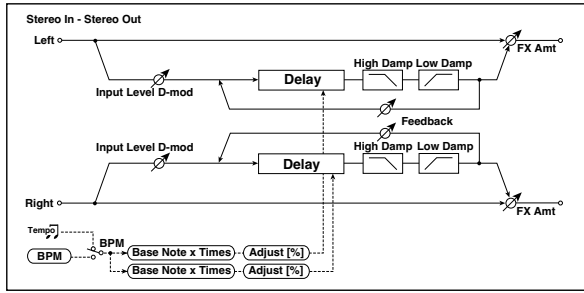 Stereo In - Stereo Out
Left
FX Amt
High Damp Low Damp
Input Level D-mod
Delay
Feedback
Input Level D-mod
High Damp Low Damp
Delay
Right
FX Amt
Tempo
BPM
BPM
Base Note x Times
Adjust [%]
Base Note x Times
Adjust [%]